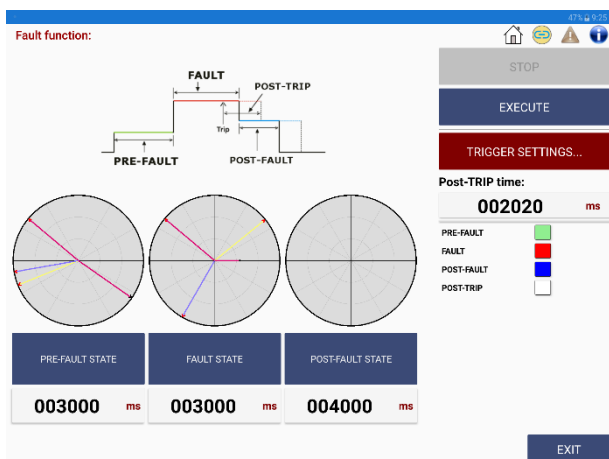 47% 9:25
Fault function:
STOP
EXECUTE
TRIGGER SETTINGS...
FAULT
POST-TRIP
Trip
PRE-FAULT
POST-FAULT
Post-TRIP time:
002020 ms
PRE-FAULT
FAULT
POST-FAULT
POST-TRIP
PRE-FAULT STATE
FAULT STATE
POST-FAULT STATE
003000 ms
003000 ms
004000 ms
EXIT